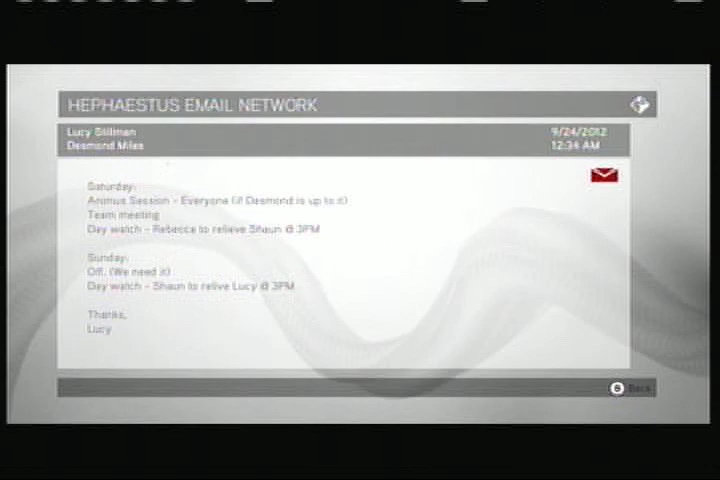 HEPHAESTUS EMAIL NETWORK
Lucy Stillman
9/24/2012
Desmond Miles
12:34 AM
Saturday:
Animus Session - Everyone (if Desmond is up to it)
Team meeting
Day watch - Rebecca to relieve Shaun @ 3PM
Sunday:
Off. (We need it)
Day watch - Shaun to relive Lucy @ 3PM
Thanks,
Lucy
Back